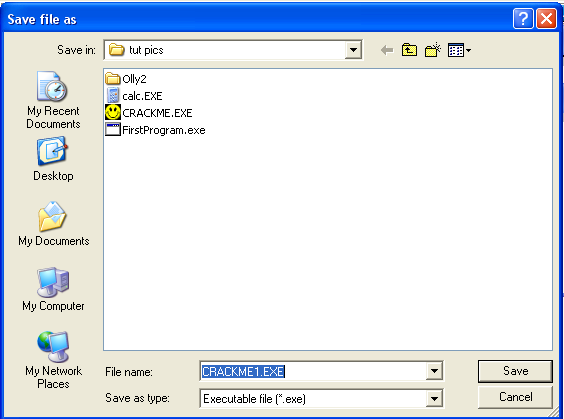 Save file as
Save in:
tut pics
My Recent
Documents
Desktop
My Documents
My Computer
My Network
Places
Olly2
calc.EXE
CRACKME.EXE
FirstProgram.exe
File name:
CRACKME1.EXE
Save
Save as type:
Executable file (*.exe)
Cancel